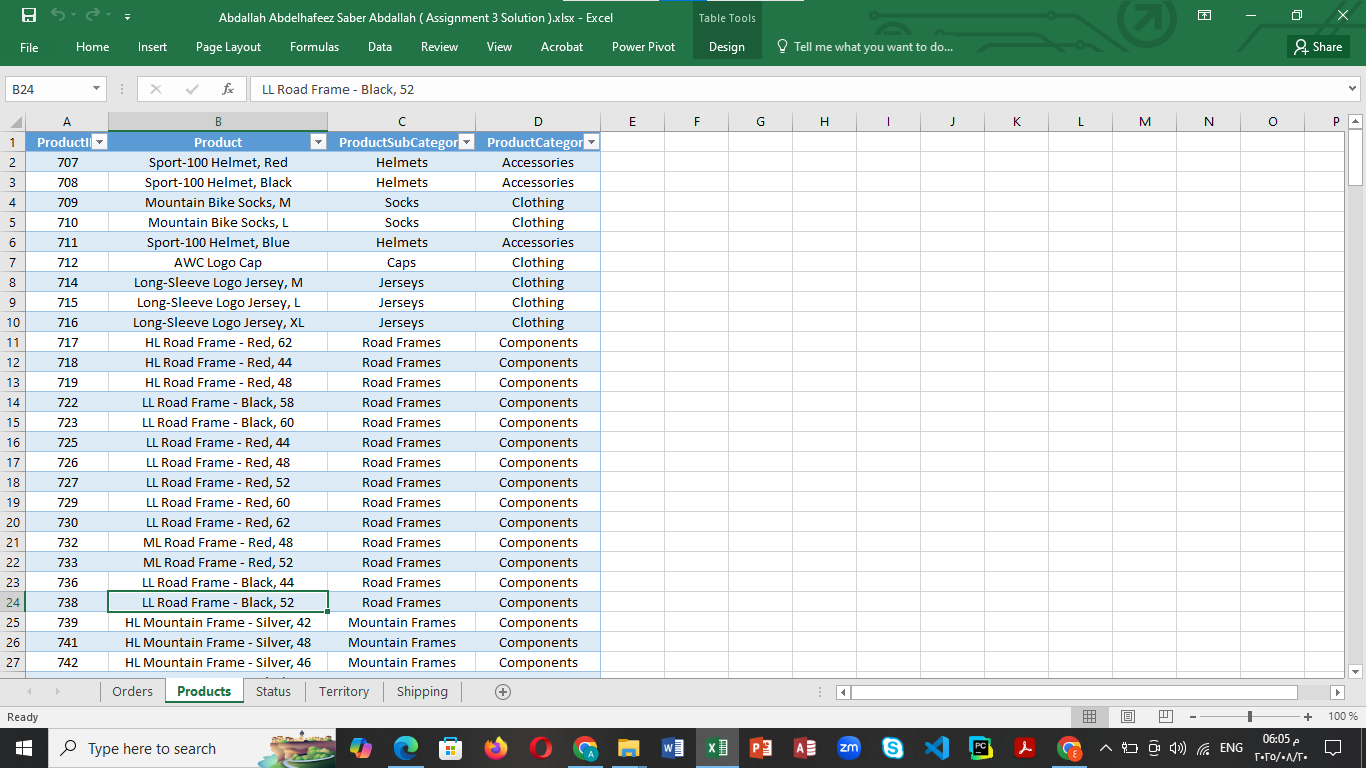 Abdallah Abdelhafeez Saber Abdallah ( Assignment 3 Solution ).xlsx - Excel
Table Tools
File Home Insert Page Layout Formulas Data Review View Acrobat Power Pivot Design Tell me what you want to do... Share
B24 fx LL Road Frame - Black, 52
A B C D E F G H I J K L M N O P
1 ProductI Product ProductSubCategor ProductCategor
2 707 Sport-100 Helmet, Red Helmets Accessories
3 708 Sport-100 Helmet, Black Helmets Accessories
4 709 Mountain Bike Socks, M Socks Clothing
5 710 Mountain Bike Socks, L Socks Clothing
6 711 Sport-100 Helmet, Blue Helmets Accessories
7 712 AWC Logo Cap Caps Clothing
8 714 Long-Sleeve Logo Jersey, M Jerseys Clothing
9 715 Long-Sleeve Logo Jersey, L Jerseys Clothing
10 716 Long-Sleeve Logo Jersey, XL Jerseys Clothing
11 717 HL Road Frame - Red, 62 Road Frames Components
12 718 HL Road Frame - Red, 44 Road Frames Components
13 719 HL Road Frame - Red, 48 Road Frames Components
14 722 LL Road Frame - Black, 58 Road Frames Components
15 723 LL Road Frame - Black, 60 Road Frames Components
16 725 LL Road Frame - Red, 44 Road Frames Components
17 726 LL Road Frame - Red, 48 Road Frames Components
18 727 LL Road Frame - Red, 52 Road Frames Components
19 729 LL Road Frame - Red, 60 Road Frames Components
20 730 LL Road Frame - Red, 62 Road Frames Components
21 732 ML Road Frame - Red, 48 Road Frames Components
22 733 ML Road Frame - Red, 52 Road Frames Components
23 736 LL Road Frame - Black, 44 Road Frames Components
24 738 LL Road Frame - Black, 52 Road Frames Components
25 739 HL Mountain Frame - Silver, 42 Mountain Frames Components
26 741 HL Mountain Frame - Silver, 48 Mountain Frames Components
27 742 HL Mountain Frame - Silver, 46 Mountain Frames Components
Orders Products Status Territory Shipping
Ready 100 %
Type here to search ENG 06:05 م
٢٠٢٥/٠٨/٢٠